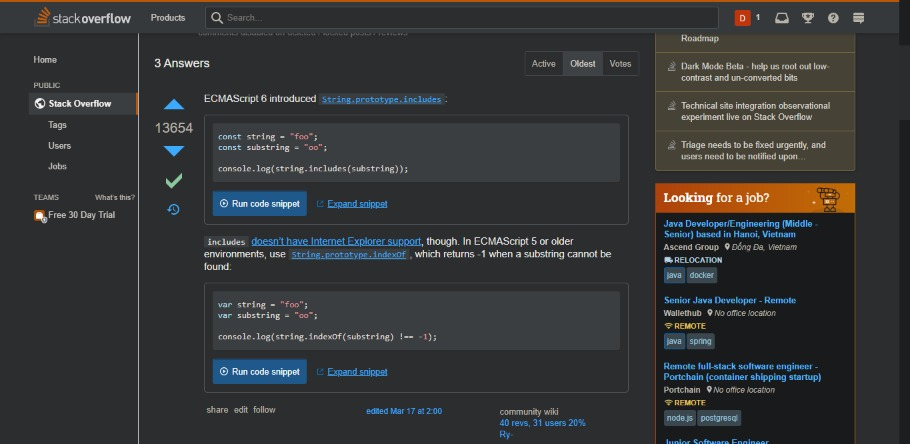 stackoverflow
Products
Search...
D 1
Home
PUBLIC
Stack Overflow
Tags
Users
Jobs
TEAMS What's this?
Free 30 Day Trial
3 Answers
Active Oldest Votes
13654
ECMAScript 6 introduced String.prototype.includes:
const string = "foo";
const substring = "oo";
console.log(string.includes(substring));
Run code snippet
Expand snippet
includes doesn't have Internet Explorer support, though. In ECMAScript 5 or older
environments, use String.prototype.indexOf, which returns -1 when a substring cannot be
found:
var string = "foo";
var substring = "oo";
console.log(string.indexOf(substring) !== -1);
Run code snippet
Expand snippet
share edit follow
edited Mar 17 at 2:00
community wiki
40 revs, 31 users 20%
Ry-
Roadmap
Dark Mode Beta - help us root out low-
contrast and un-converted bits
Technical site integration observational
experiment live on Stack Overflow
Triage needs to be fixed urgently, and
users need to be notified upon...
Looking for a job?
Java Developer/Engineering (Middle -
Senior) based in Hanoi, Vietnam
Ascend Group Đống Đa, Vietnam
RELOCATION
java docker
Senior Java Developer - Remote
Wallethub No office location
REMOTE
java spring
Remote full-stack software engineer -
Portchain (container shipping startup)
Portchain No office location
REMOTE
node.js postgresql
Junior Software Engineer